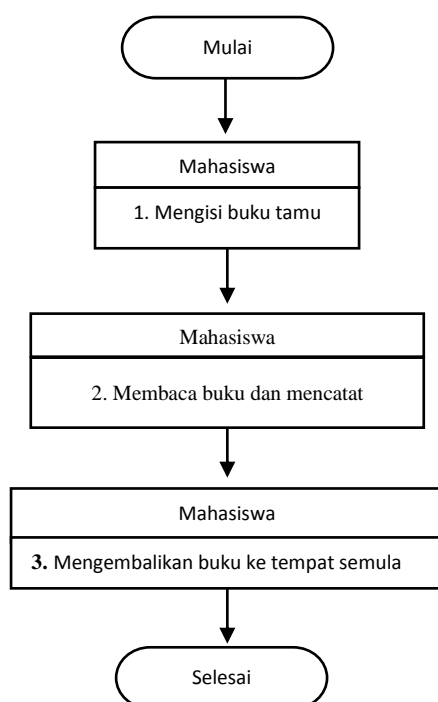 Mulai
Mahasiswa
1. Mengisi buku tamu
Mahasiswa
2. Membaca buku dan mencatat
Mahasiswa
3. Mengembalikan buku ke tempat semula
Selesai